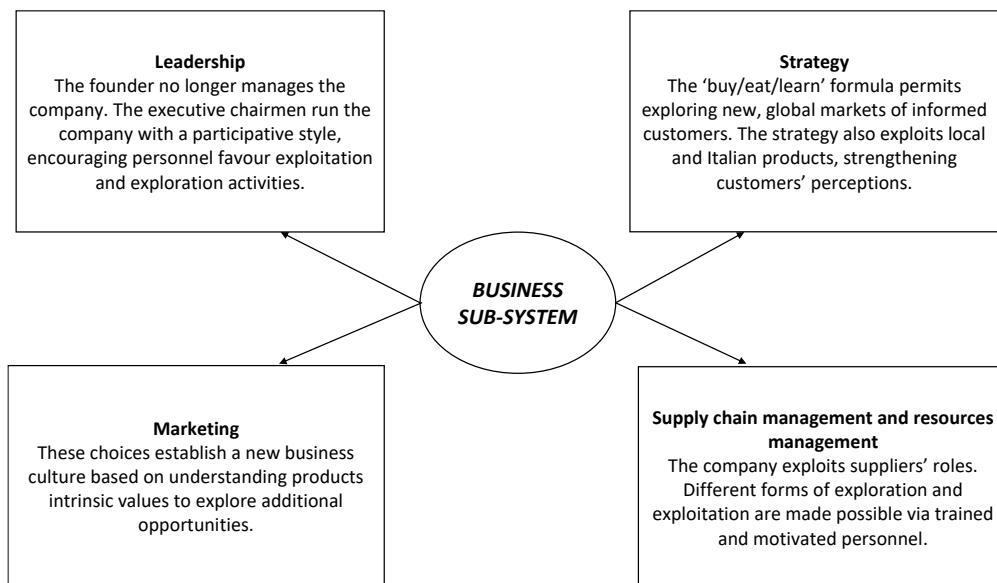 Leadership
The founder no longer manages the
company. The executive chairmen run the
company with a participative style,
encouraging personnel favour exploitation
and exploration activities.
Strategy
The ‘buy/eat/learn’ formula permits
exploring new, global markets of informed
customers. The strategy also exploits local
and Italian products, strengthening
customers’ perceptions.
BUSINESS
SUB-SYSTEM
Marketing
These choices establish a new business
culture based on understanding products
intrinsic values to explore additional
opportunities.
Supply chain management and resources
management
The company exploits suppliers’ roles.
Different forms of exploration and
exploitation are made possible via trained
and motivated personnel.